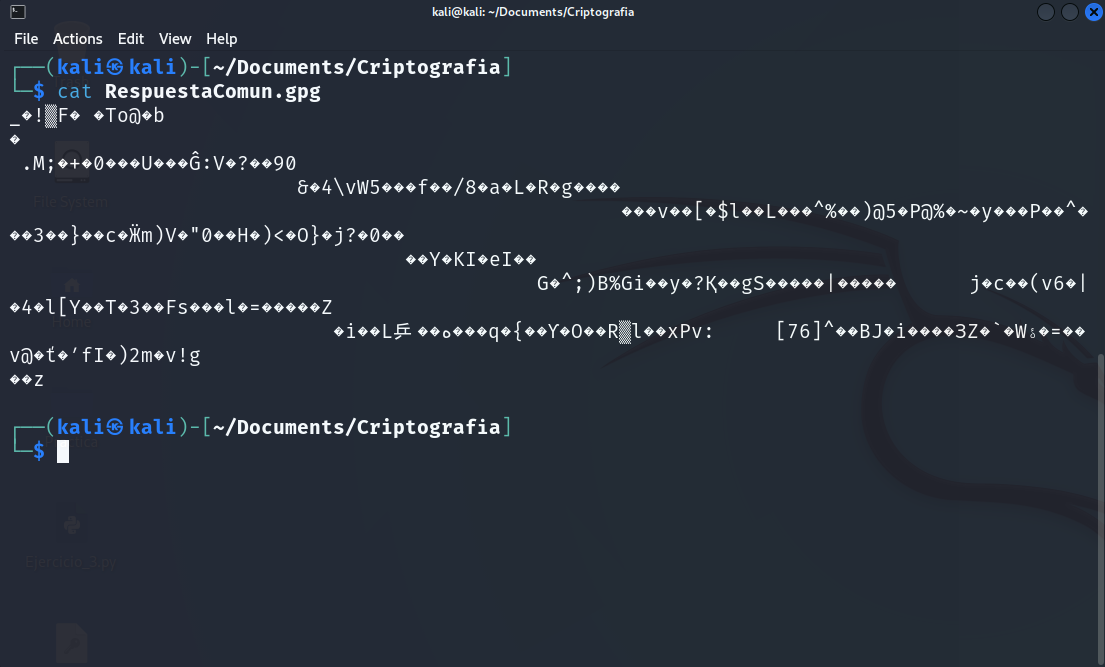 kali@kali: ~/Documents/Criptografia
File Actions Edit View Help
┌──(kali㉿kali)-[~/Documents/Criptografia]
└─$ cat RespuestaComun.gpg
_�!▒F� �To@�b
�
.M;�+�0���U���Ĝ:V�?��90
&�4\vW5���f��/8�a�L�R�g����
���v��[�$l��L���^%��)@5�P@%�~�y���P��^�
��3��}��c�Ӝm)V�"0��H�)<�O}�j?�0��
��Y�KI�eI��
G�^;)B%Gi��y�?Қ��gS�����|����� j�c��(v6�|
�4�l[Y��T�3��Fs���l�=�����Z
�i��L乒��ه���q�{��Y�O��R▒l��xPv: [76]^��BJ�i����3Z�`�W�=��
v@�ť�′fI�)2m�v!g
��z
┌──(kali㉿kali)-[~/Documents/Criptografia]
└─$
File System
Home
Ejercicio_3.py